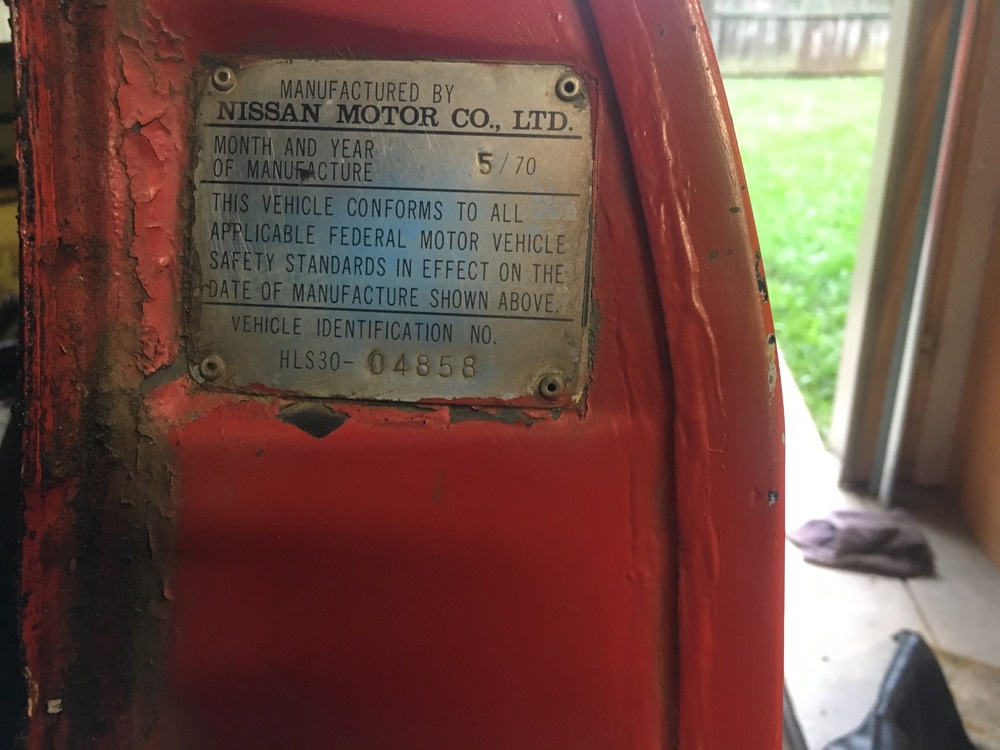 MANUFACTURED BY
NISSAN MOTOR CO., LTD.
MONTH AND YEAR
OF MANUFACTURE 5/70
THIS VEHICLE CONFORMS TO ALL
APPLICABLE FEDERAL MOTOR VEHICLE
SAFETY STANDARDS IN EFFECT ON THE
DATE OF MANUFACTURE SHOWN ABOVE.
VEHICLE IDENTIFICATION NO.
HLS30-04858